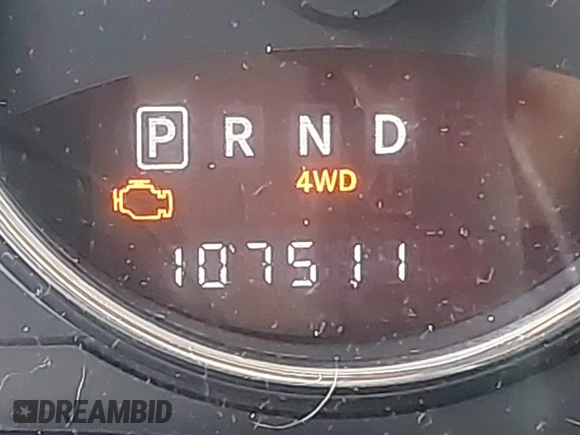 P R N D
4WD
107511
DREAMBID